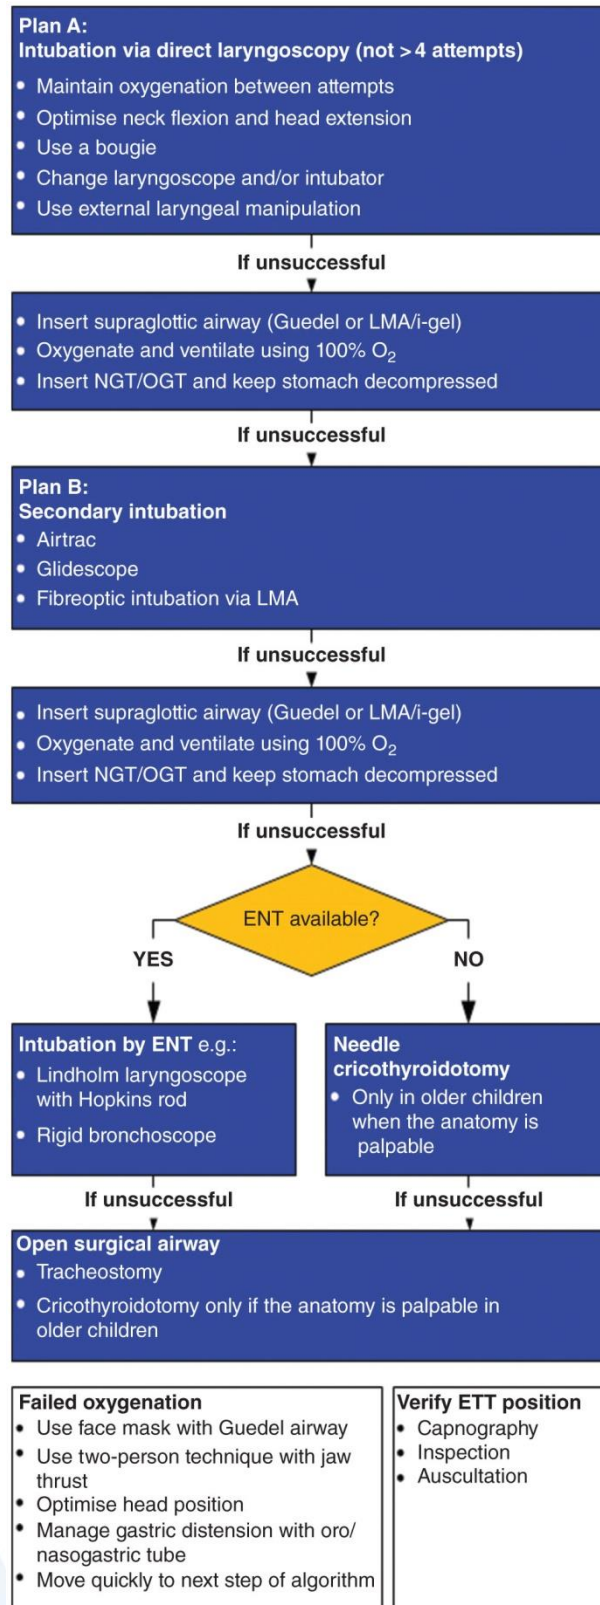 Plan A:
Intubation via direct laryngoscopy (not > 4 attempts)
• Maintain oxygenation between attempts
• Optimise neck flexion and head extension
• Use a bougie
• Change laryngoscope and/or intubator
• Use external laryngeal manipulation
If unsuccessful
• Insert supraglottic airway (Guedel or LMA/i-gel)
• Oxygenate and ventilate using 100% O₂
• Insert NGT/OGT and keep stomach decompressed
If unsuccessful
Plan B:
Secondary intubation
• Airtrac
• Glidescope
• Fibreoptic intubation via LMA
If unsuccessful
• Insert supraglottic airway (Guedel or LMA/i-gel)
• Oxygenate and ventilate using 100% O₂
• Insert NGT/OGT and keep stomach decompressed
If unsuccessful
ENT available?
YES
NO
Intubation by ENT e.g.:
• Lindholm laryngoscope
with Hopkins rod
• Rigid bronchoscope
Needle
cricothyroidotomy
• Only in older children
when the anatomy is
palpable
If unsuccessful
If unsuccessful
Open surgical airway
• Tracheostomy
• Cricothyroidotomy only if the anatomy is palpable in
older children
Failed oxygenation
• Use face mask with Guedel airway
• Use two-person technique with jaw
thrust
• Optimise head position
• Manage gastric distension with oro/
nasogastric tube
• Move quickly to next step of algorithm
Verify ETT position
• Capnography
• Inspection
• Auscultation